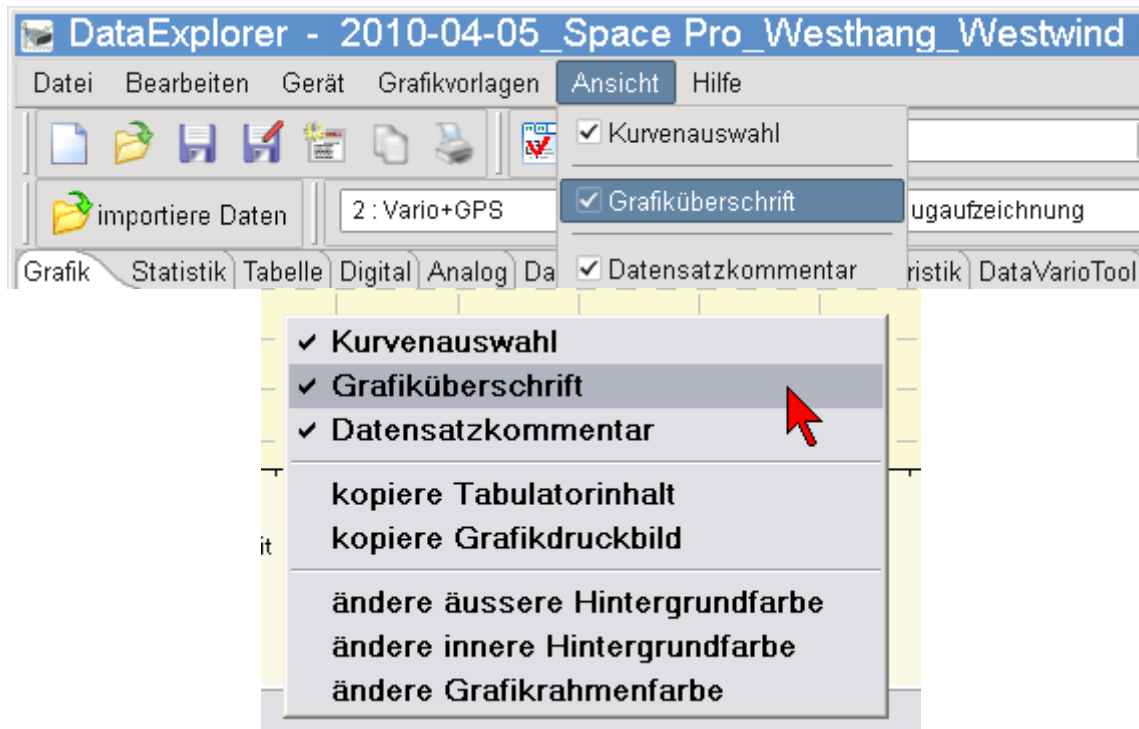 DataExplorer - 2010-04-05_Space Pro_Westhang_Westwind
Datei Bearbeiten Gerät Grafikvorlagen Ansicht Hilfe
Kurvenauswahl
importiere Daten 2 : Vario+GPS Grafiküberschrift ugaufzeichnung
Grafik Statistik Tabelle Digital Analog Da Datensatzkommentar ristik DataVarioTool
Kurvenauswahl
Grafiküberschrift
Datensatzkommentar
kopiere Tabulatorinhalt
kopiere Grafikdruckbild
it
ändere äussere Hintergrundfarbe
ändere innere Hintergrundfarbe
ändere Grafikrahmenfarbe